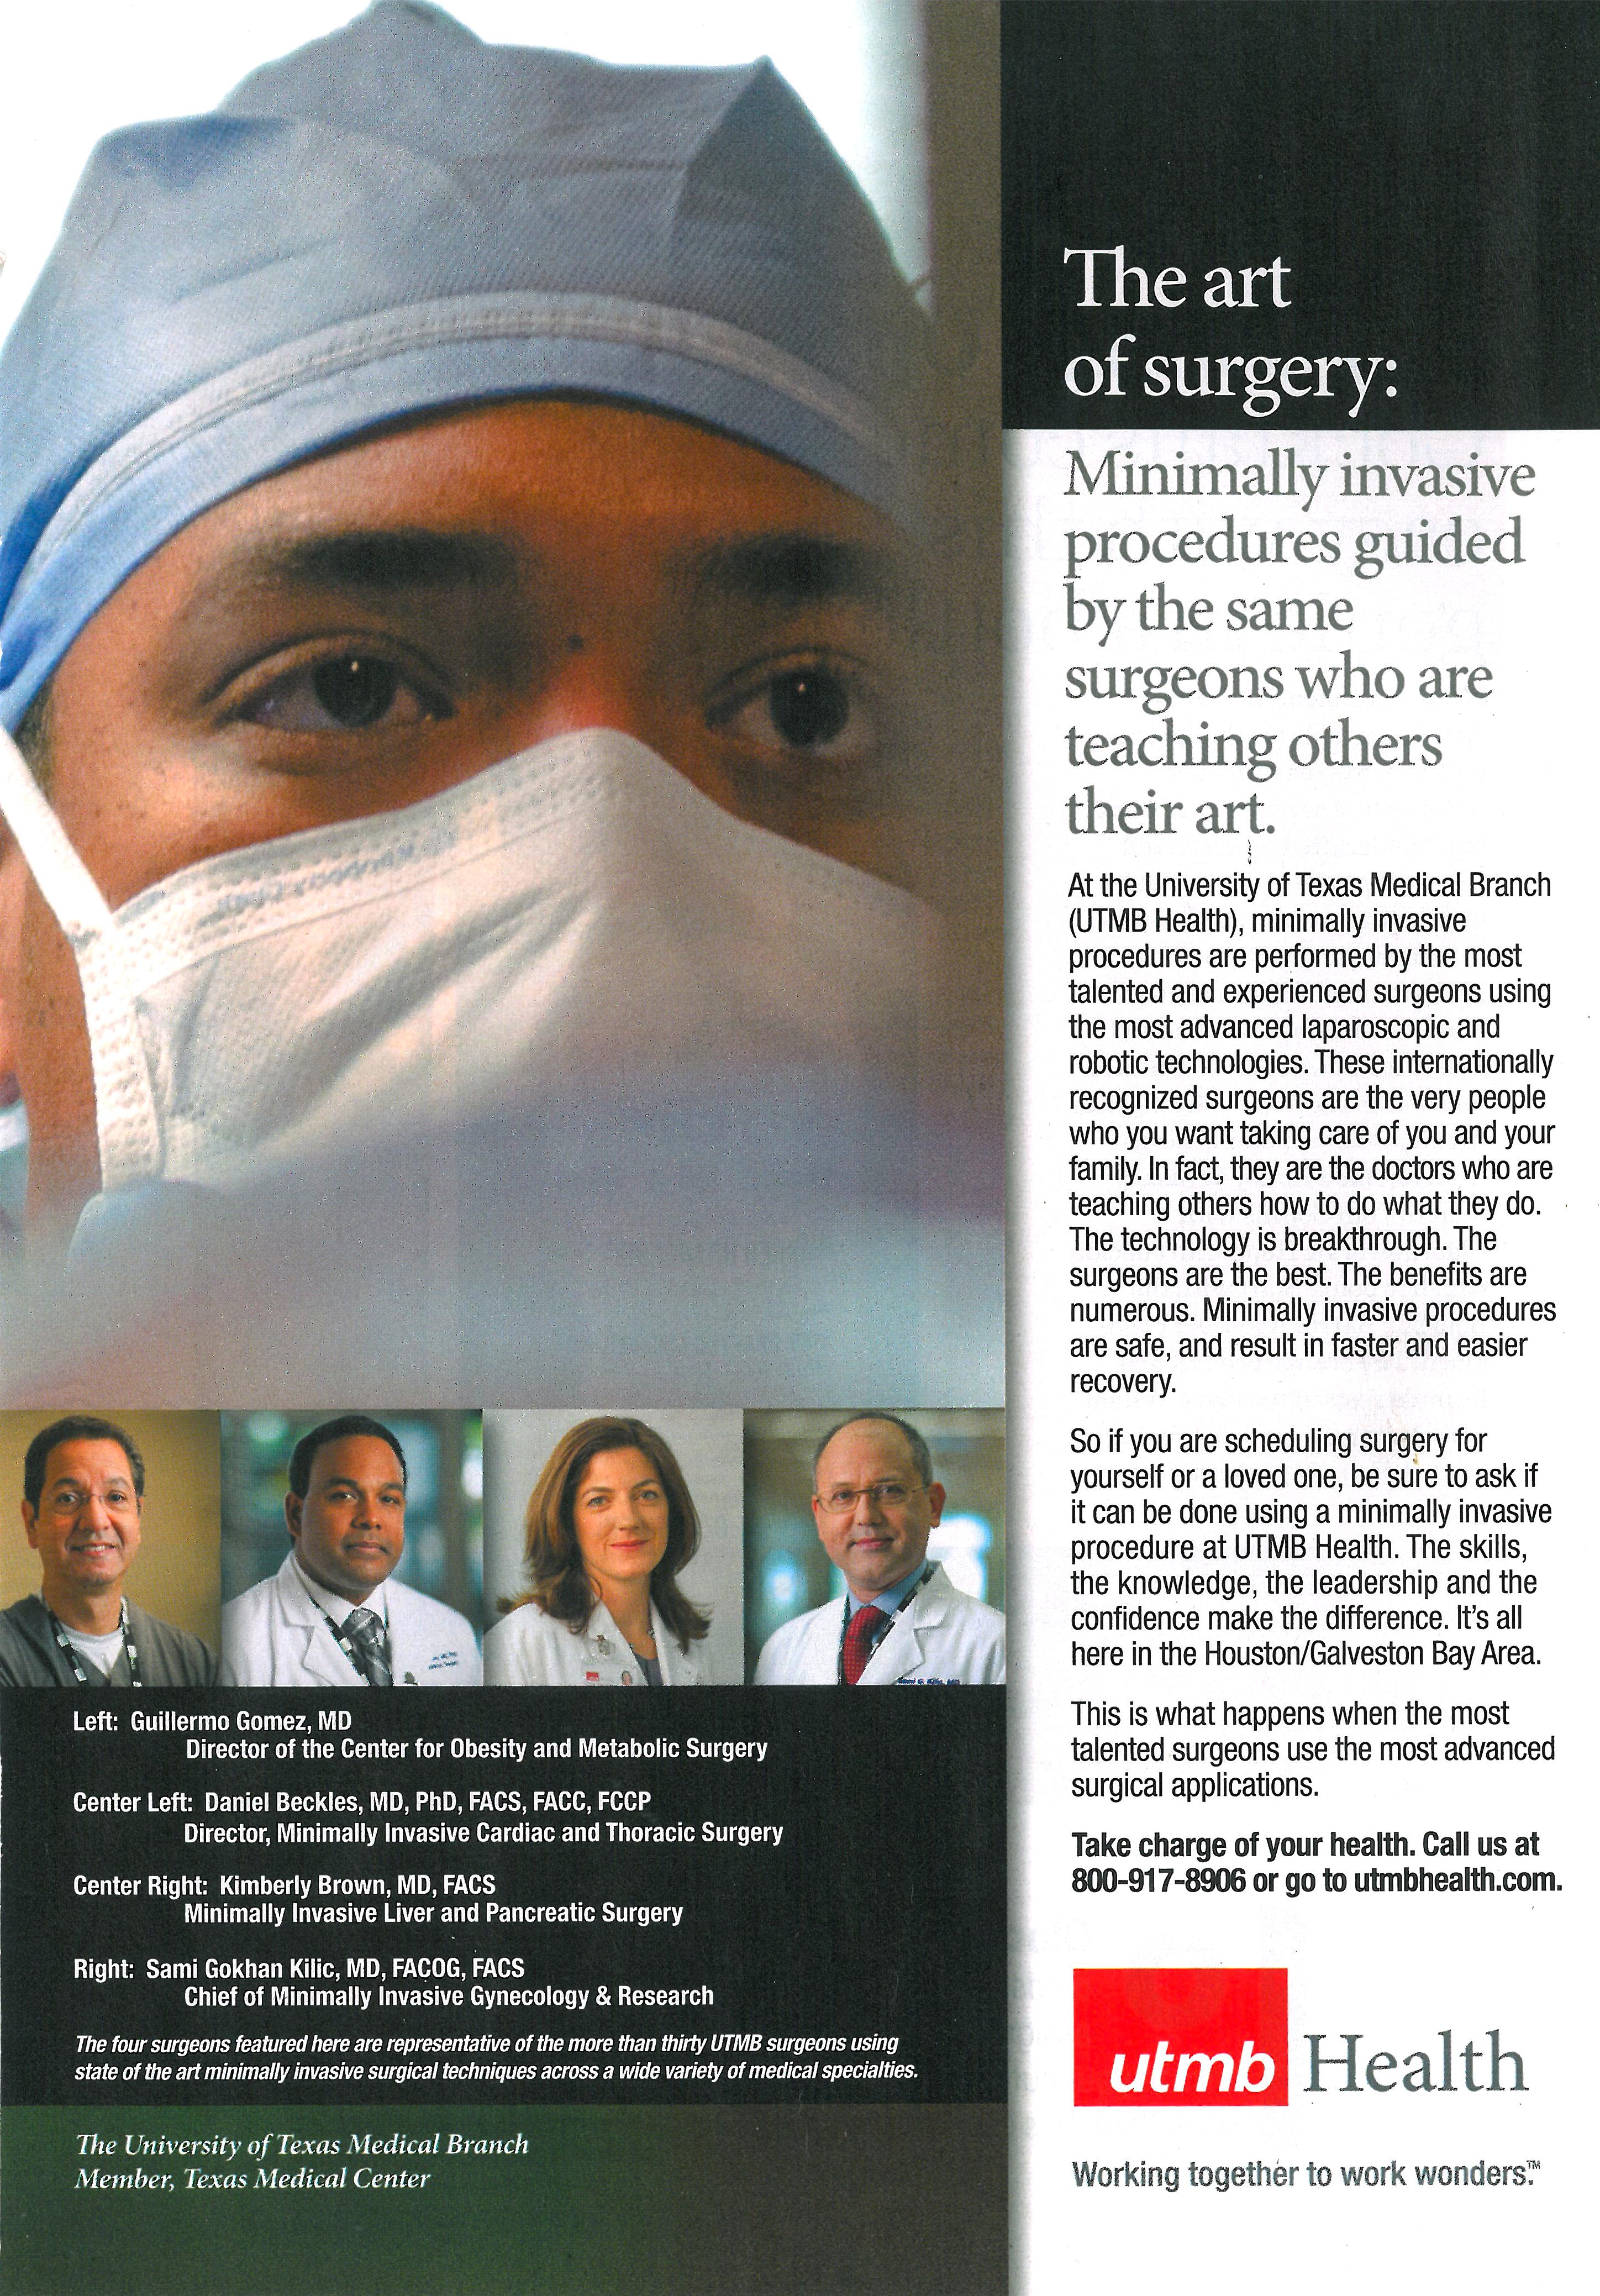 The art
of surgery:
Minimally invasive
procedures guided
by the same
surgeons who are
teaching others
their art.
At the University of Texas Medical Branch
(UTMB Health), minimally invasive
procedures are performed by the most
talented and experienced surgeons using
the most advanced laparoscopic and
robotic technologies. These internationally
recognized surgeons are the very people
who you want taking care of you and your
family. In fact, they are the doctors who are
teaching others how to do what they do.
The technology is breakthrough. The
surgeons are the best. The benefits are
numerous. Minimally invasive procedures
are safe, and result in faster and easier
recovery.
So if you are scheduling surgery for
yourself or a loved one, be sure to ask if
it can be done using a minimally invasive
procedure at UTMB Health. The skills,
the knowledge, the leadership and the
confidence make the difference. It's all
here in the Houston/Galveston Bay Area.
This is what happens when the most
talented surgeons use the most advanced
surgical applications.
Take charge of your health. Call us at
800-917-8906 or go to utmbhealth.com.
utmb Health
Working together to work wonders.™
Left: Guillermo Gomez, MD
Director of the Center for Obesity and Metabolic Surgery
Center Left: Daniel Beckles, MD, PhD, FACS, FACC, FCCP
Director, Minimally Invasive Cardiac and Thoracic Surgery
Center Right: Kimberly Brown, MD, FACS
Minimally Invasive Liver and Pancreatic Surgery
Right: Sami Gokhan Kilic, MD, FACOG, FACS
Chief of Minimally Invasive Gynecology & Research
The four surgeons featured here are representative of the more than thirty UTMB surgeons using
state of the art minimally invasive surgical techniques across a wide variety of medical specialties.
The University of Texas Medical Branch
Member, Texas Medical Center